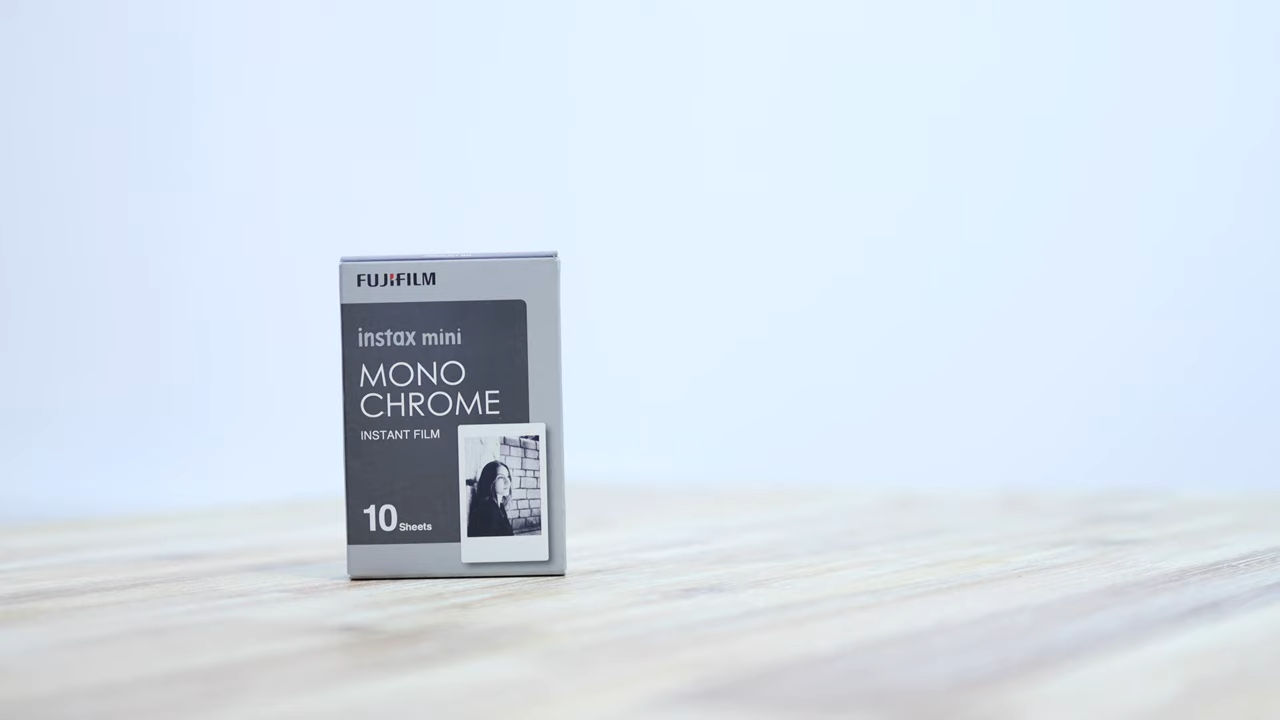 FUJIFILM
instax mini
MONO
CHROME
INSTANT FILM
10 Sheets